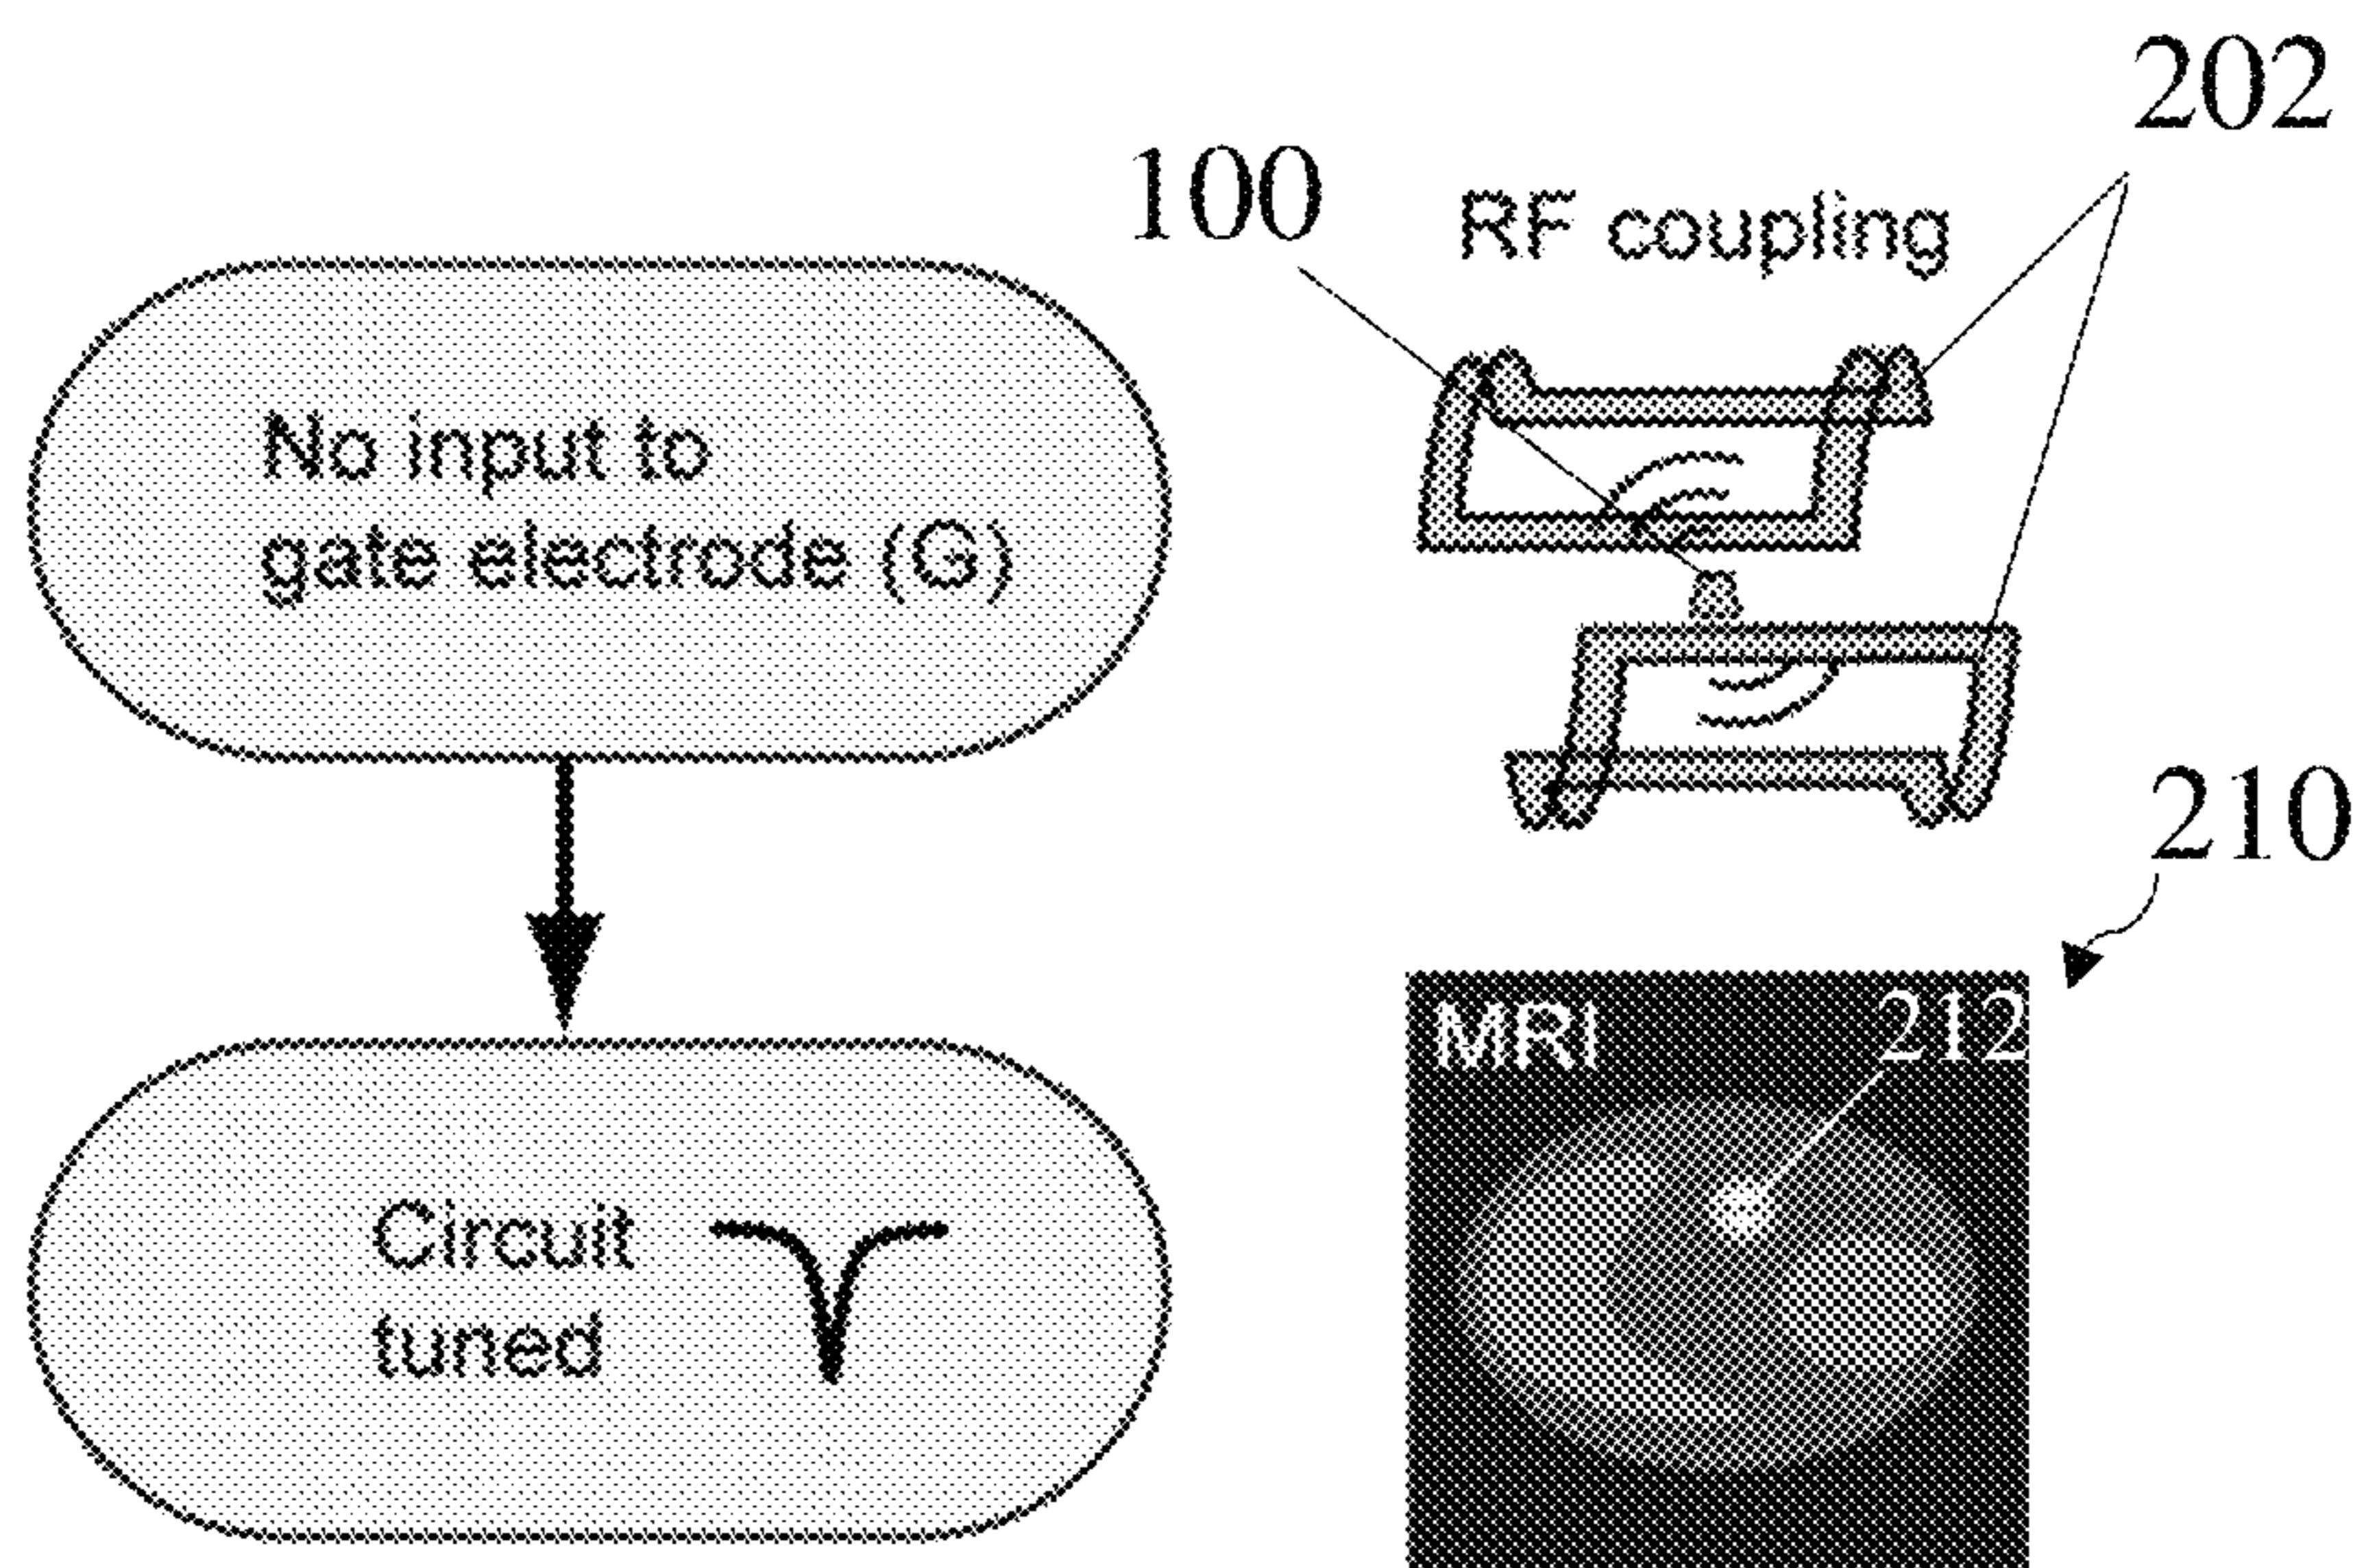 202
100
RF coupling
No input to
gate electrode (G)
210
MRI
212
Circuit
tuned